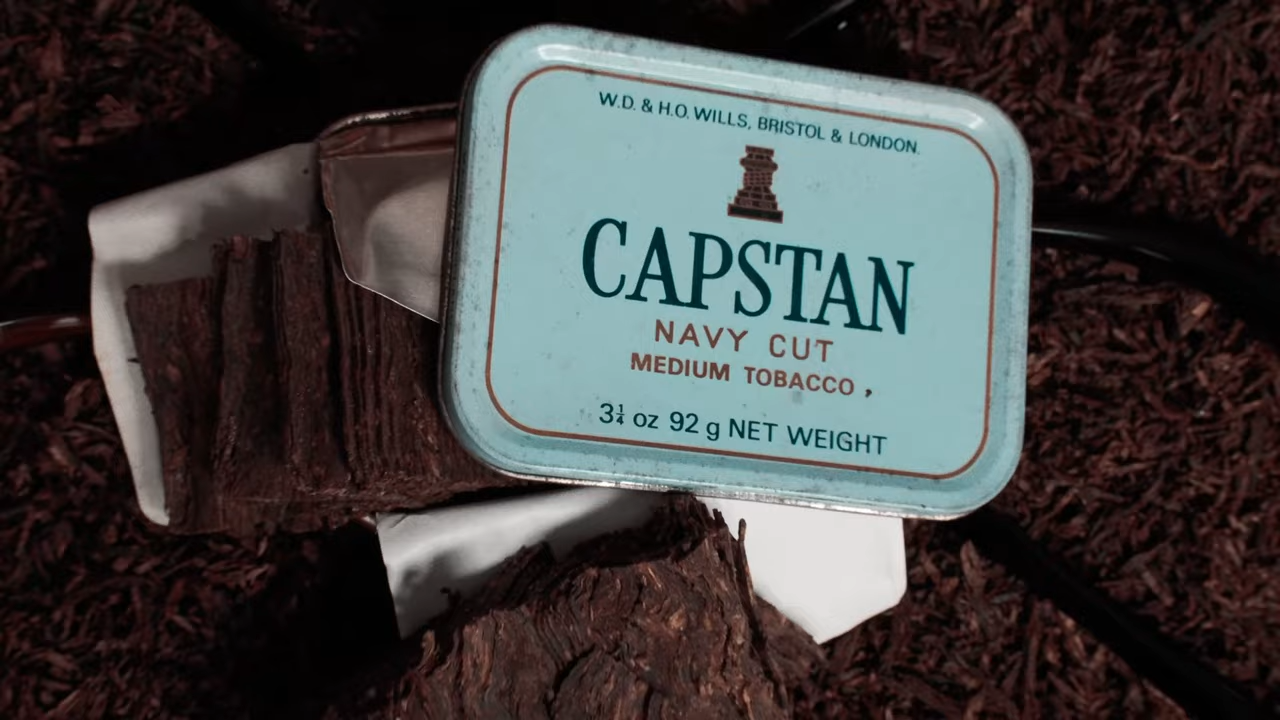 W.D. & H.O. WILLS, BRISTOL & LONDON.
CAPSTAN
NAVY CUT
MEDIUM TOBACCO ,
3¼ oz 92 g NET WEIGHT